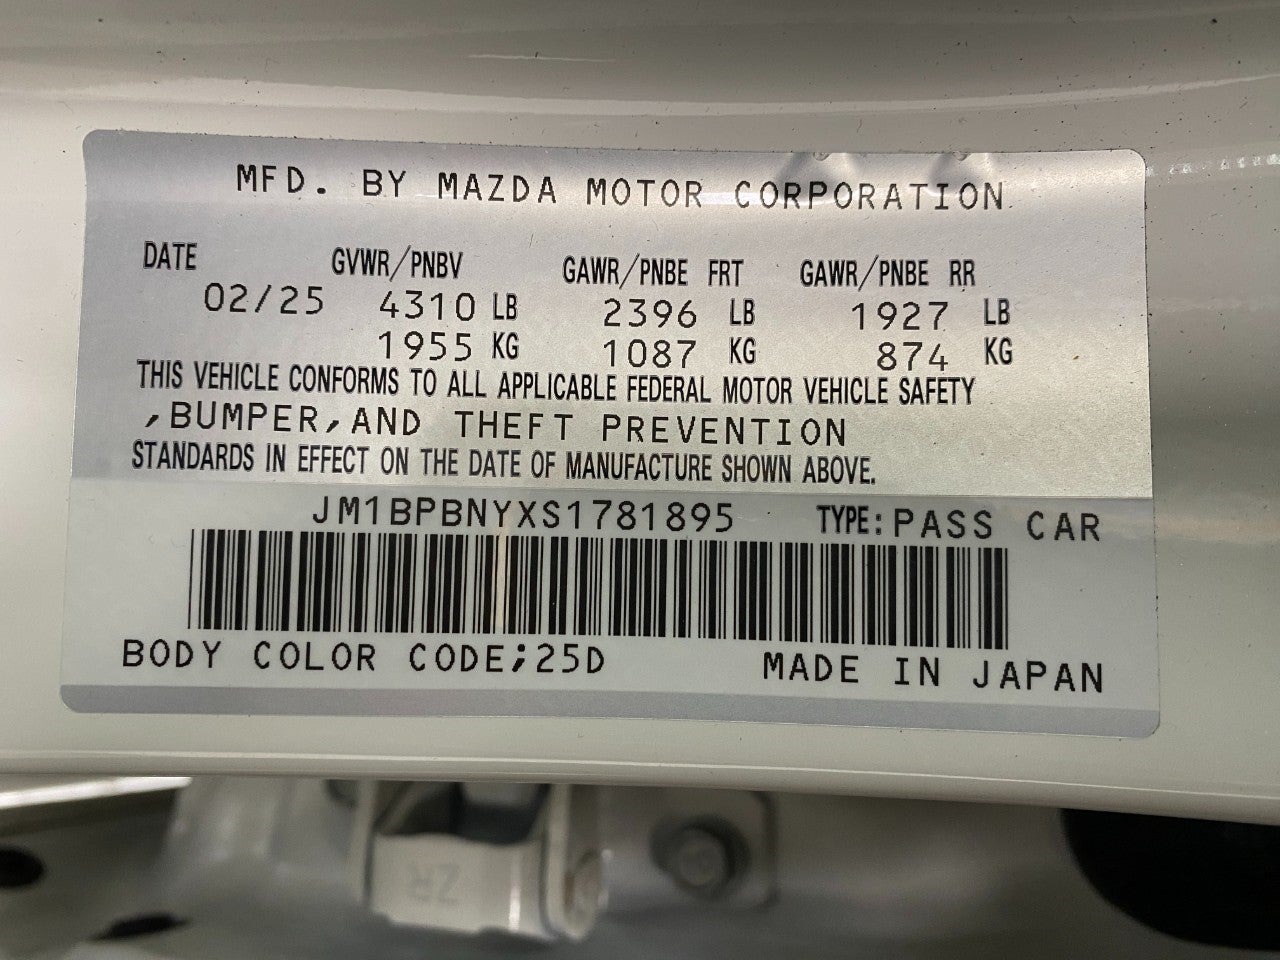 MFD. BY MAZDA MOTOR CORPORATION
DATE GVWR/PNBV GAWR/PNBE FRT GAWR/PNBE RR
02/25 4310 LB 2396 LB 1927 LB
1955 KG 1087 KG 874 KG
THIS VEHICLE CONFORMS TO ALL APPLICABLE FEDERAL MOTOR VEHICLE SAFETY
,BUMPER,AND THEFT PREVENTION
STANDARDS IN EFFECT ON THE DATE OF MANUFACTURE SHOWN ABOVE.
JM1BPBNYXS1781895 TYPE:PASS CAR
BODY COLOR CODE;25D MADE IN JAPAN
ZR